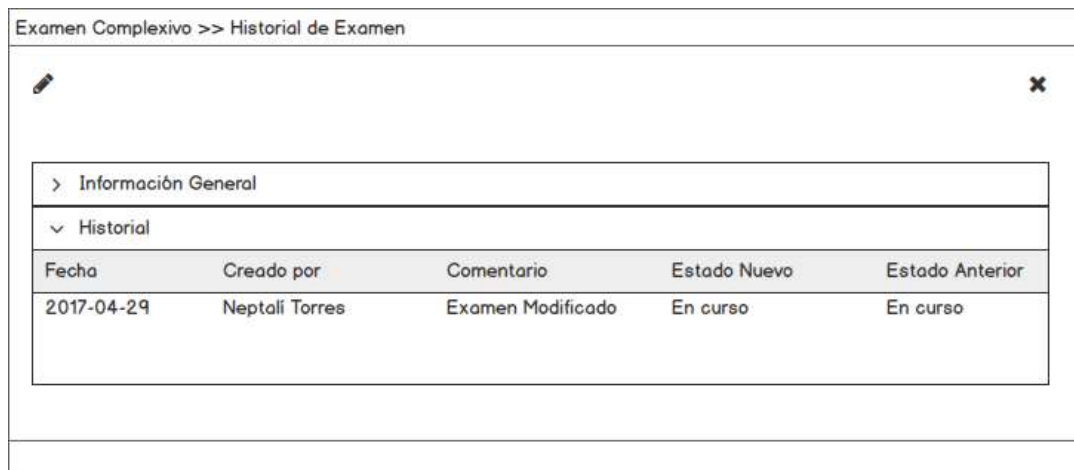 Examen Complexivo >> Historial de Examen
Información General
Historial
Fecha Creado por Comentario Estado Nuevo Estado Anterior
2017-04-29 Neptalí Torres Examen Modificado En curso En curso